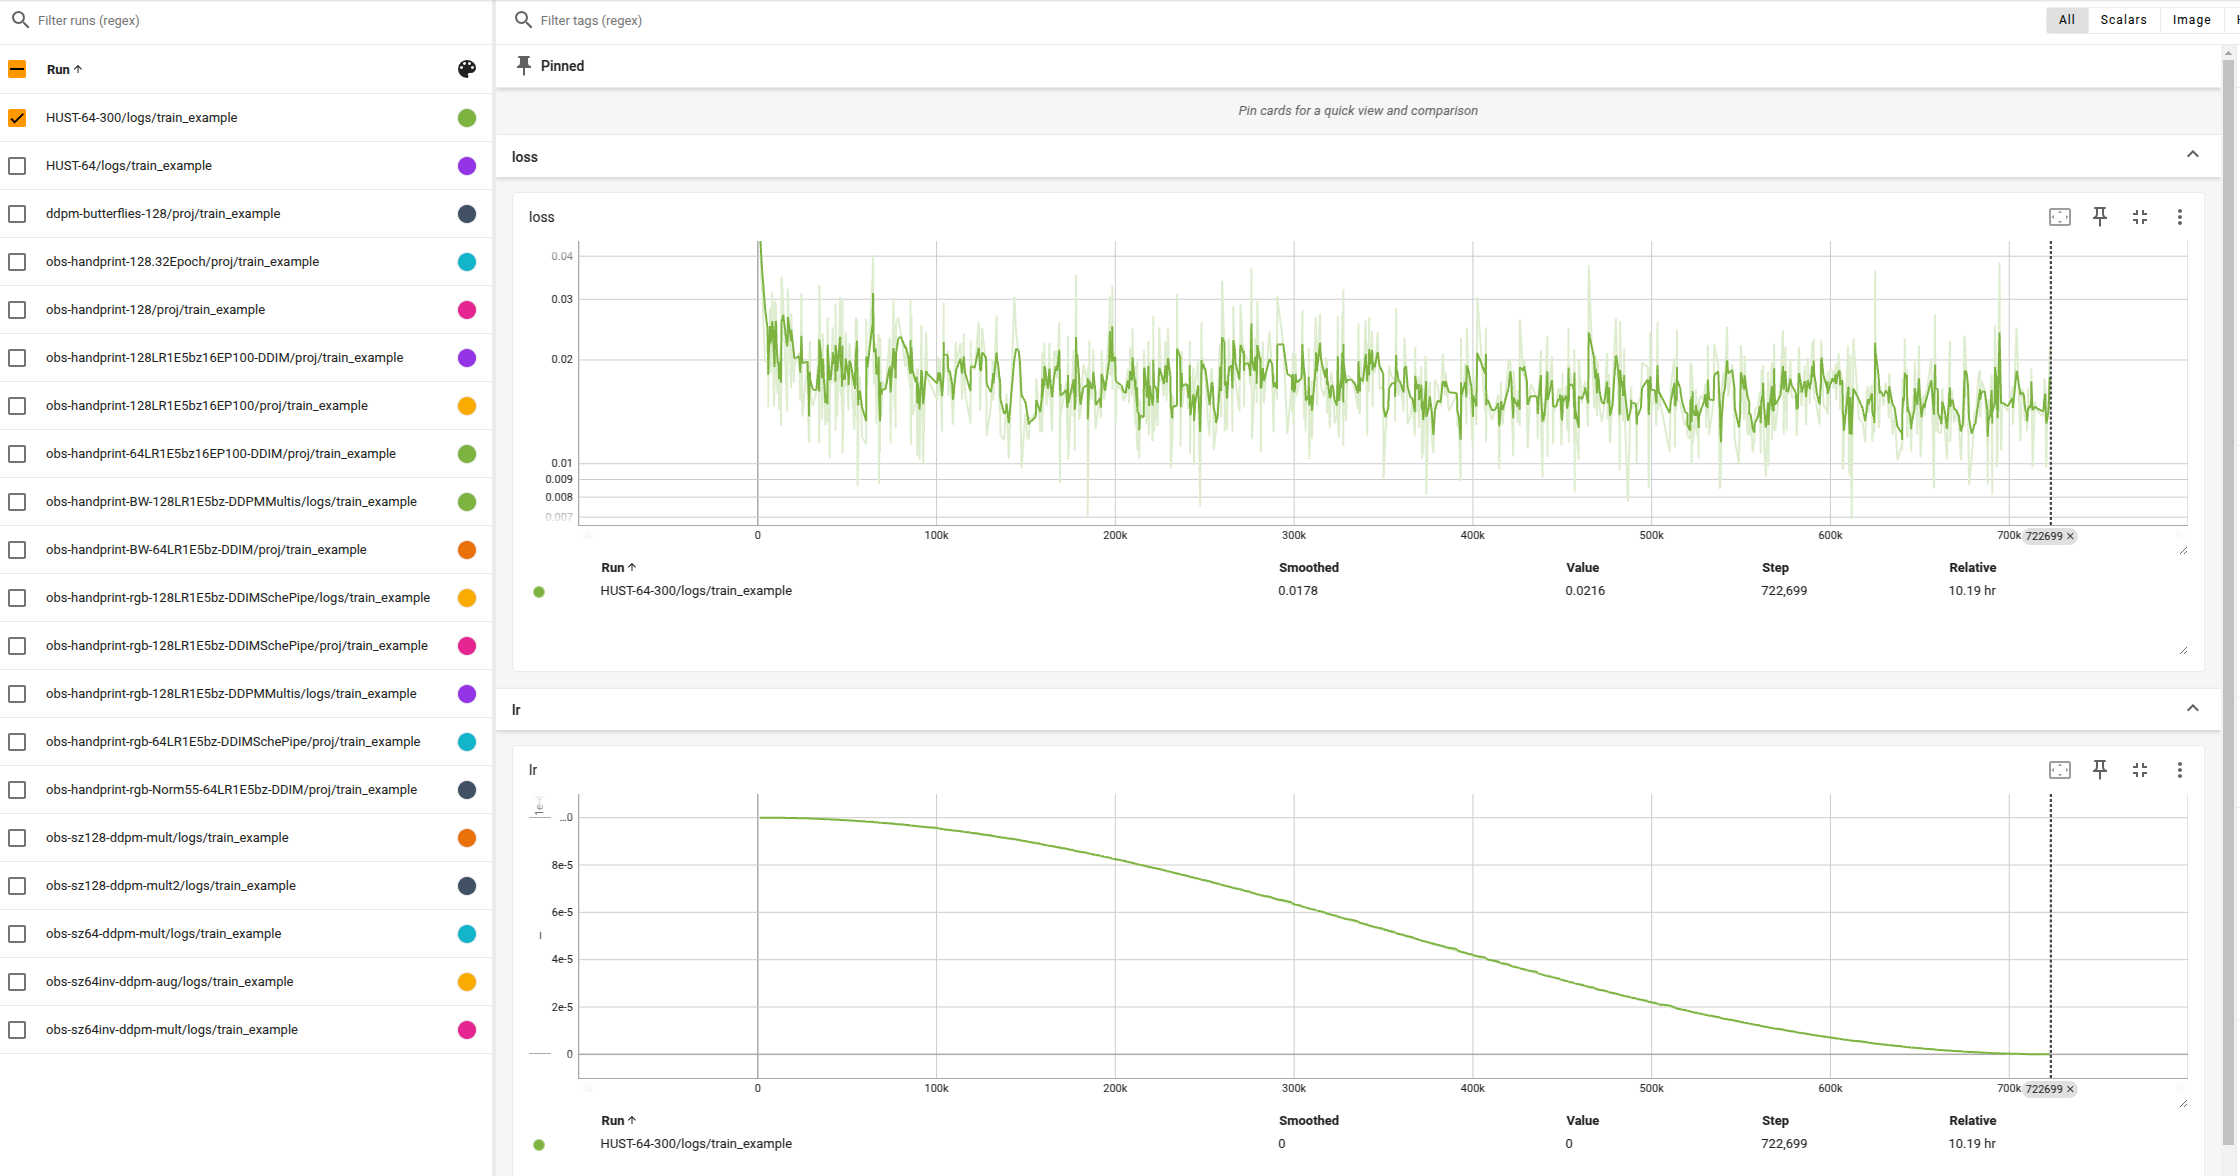 Filter runs (regex)
Run ↑
HUST-64-300/logs/train_example
HUST-64/logs/train_example
ddpm-butterflies-128/proj/train_example
obs-handprint-128.32Epoch/proj/train_example
obs-handprint-128/proj/train_example
obs-handprint-128LR1E5bz16EP100-DDIM/proj/train_example
obs-handprint-128LR1E5bz16EP100/proj/train_example
obs-handprint-64LR1E5bz16EP100-DDIM/proj/train_example
obs-handprint-BW-128LR1E5bz-DDPMMultis/logs/train_example
obs-handprint-BW-64LR1E5bz-DDIM/proj/train_example
obs-handprint-rgb-128LR1E5bz-DDIMSchePipe/logs/train_example
obs-handprint-rgb-128LR1E5bz-DDIMSchePipe/proj/train_example
obs-handprint-rgb-128LR1E5bz-DDPMMultis/logs/train_example
obs-handprint-rgb-64LR1E5bz-DDIMSchePipe/proj/train_example
obs-handprint-rgb-Norm55-64LR1E5bz-DDIM/proj/train_example
obs-sz128-ddpm-mult/logs/train_example
obs-sz128-ddpm-mult2/logs/train_example
obs-sz64-ddpm-mult/logs/train_example
obs-sz64inv-ddpm-aug/logs/train_example
obs-sz64inv-ddpm-mult/logs/train_example
Filter tags (regex)
All Scalars Image
Pinned
Pin cards for a quick view and comparison
loss
loss
0.04
0.03
0.02
0.01
0.009
0.008
0.007
0 100k 200k 300k 400k 500k 600k 700k 722699 ×
Run ↑ Smoothed Value Step Relative
HUST-64-300/logs/train_example 0.0178 0.0216 722,699 10.19 hr
lr
lr
...0
8e-5
6e-5
4e-5
2e-5
0
0 100k 200k 300k 400k 500k 600k 700k 722699 ×
Run ↑ Smoothed Value Step Relative
HUST-64-300/logs/train_example 0 0 722,699 10.19 hr